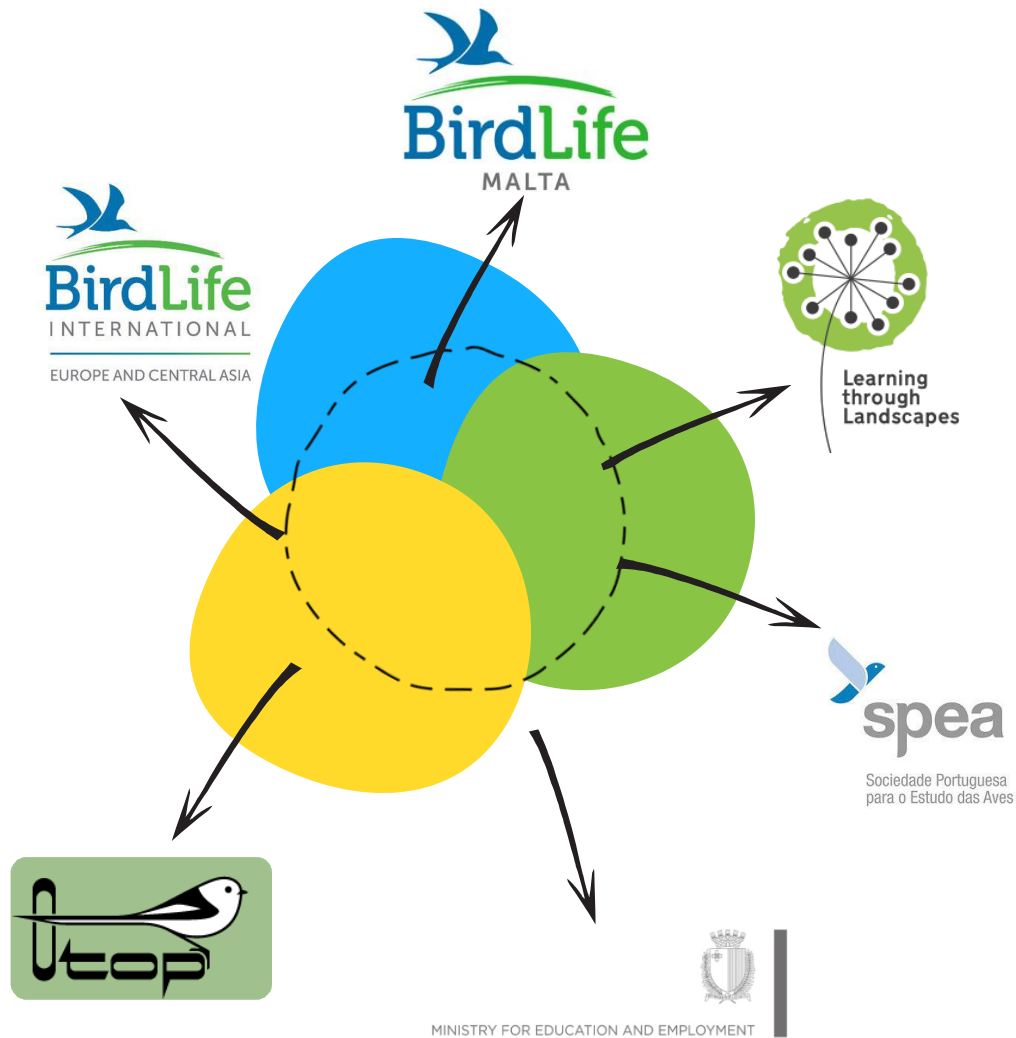 BirdLife
MALTA
BirdLife
INTERNATIONAL
EUROPE AND CENTRAL ASIA
Learning
through
Landscapes
spea
Sociedade Portuguesa
para o Estudo das Aves
Otop
MINISTRY FOR EDUCATION AND EMPLOYMENT